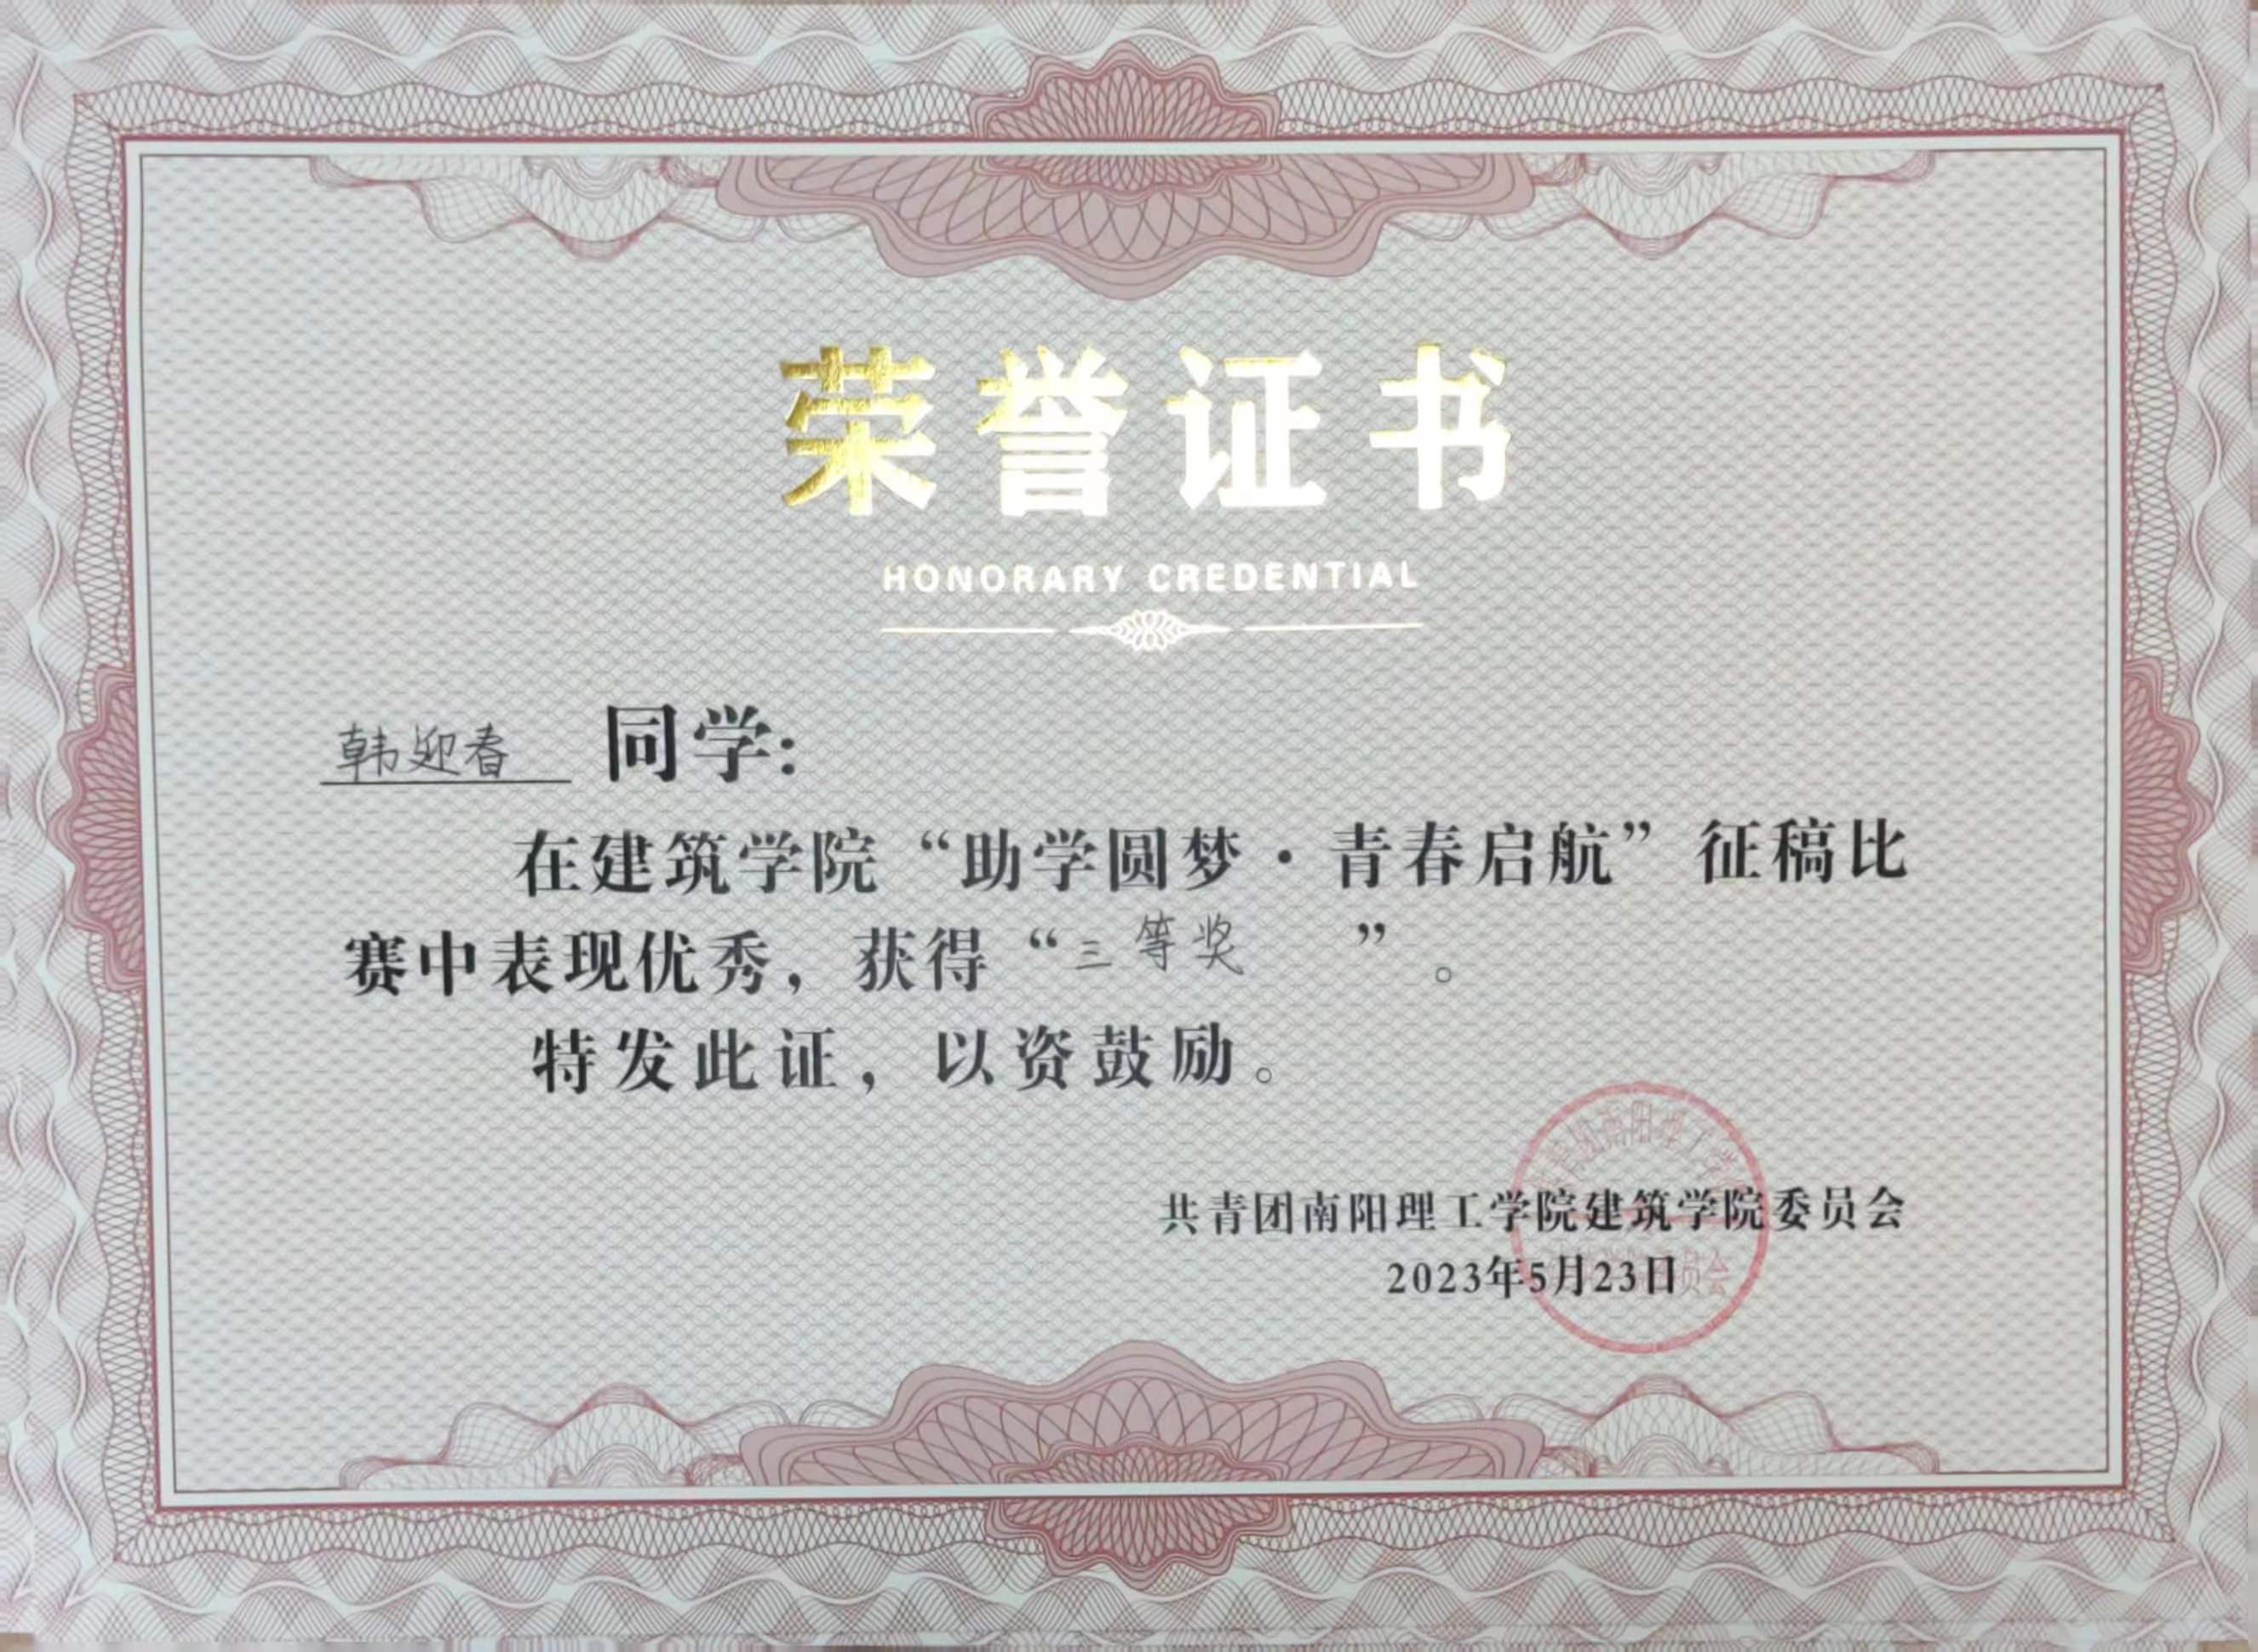 荣誉证书
HONORARY CREDENTIAL
韩迎春 同学:
在建筑学院“助学圆梦·青春启航”征稿比
赛中表现优秀，获得“三等奖”。
特发此证，以资鼓励。
共青团南阳理工学院建筑学院委员会
2023年5月23日